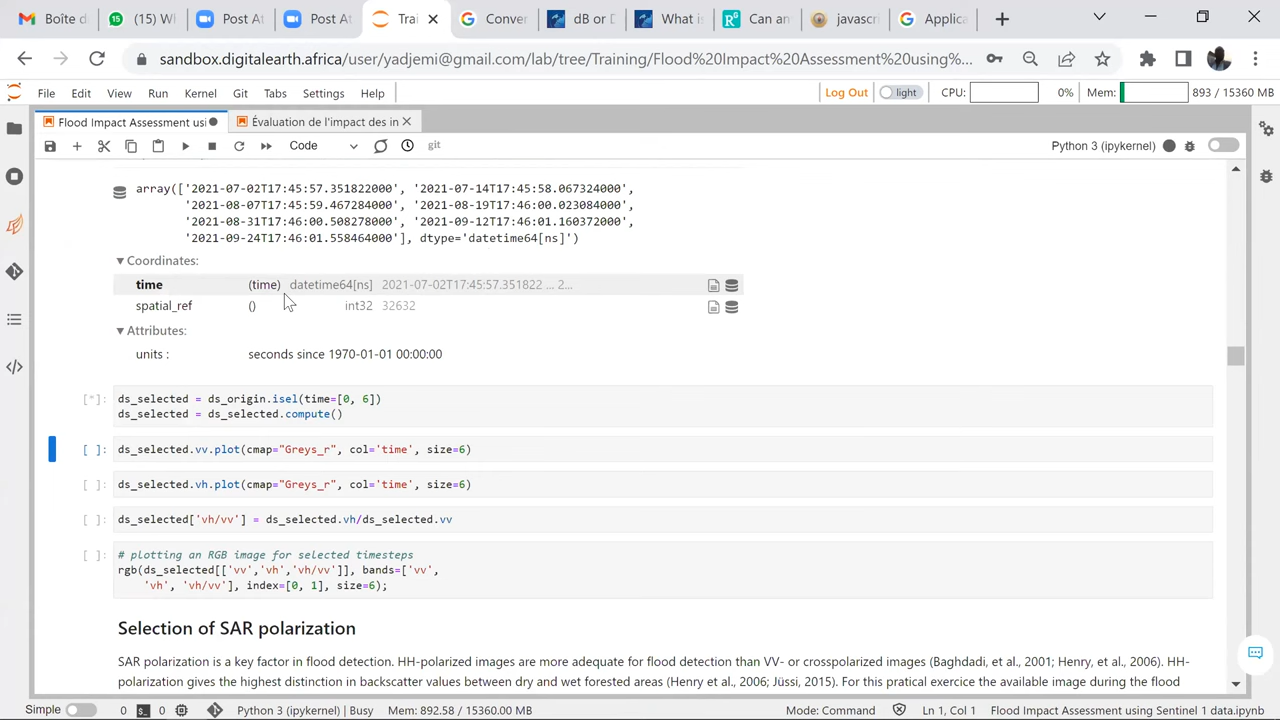 Boîte d
(15) W
Post At
Post At
Trai
Conver
dB or D
What is
Can an
javascri
Applica
sandbox.digitalearth.africa/user/yadjemi@gmail.com/lab/tree/Training/Flood%20Impact%20Assessment%20using%...
File Edit View Run Kernel Git Tabs Settings Help
Log Out light CPU: 0% Mem: 893 / 15360 MB
Flood Impact Assessment usi
Évaluation de l'impact des in
Code git Python 3 (ipykernel)
array(['2021-07-02T17:45:57.351822000', '2021-07-14T17:45:58.067324000',
'2021-08-07T17:45:59.467284000', '2021-08-19T17:46:00.023084000',
'2021-08-31T17:46:00.508278000', '2021-09-12T17:46:01.160372000',
'2021-09-24T17:46:01.558464000'], dtype='datetime64[ns]')
Coordinates:
time (time) datetime64[ns] 2021-07-02T17:45:57.351822 ... 2...
spatial_ref () int32 32632
Attributes:
units : seconds since 1970-01-01 00:00:00
[*]: ds_selected = ds_origin.isel(time=[0, 6])
ds_selected = ds_selected.compute()
[ ]: ds_selected.vv.plot(cmap="Greys_r", col='time', size=6)
[ ]: ds_selected.vh.plot(cmap="Greys_r", col='time', size=6)
[ ]: ds_selected['vh/vv'] = ds_selected.vh/ds_selected.vv
[ ]: # plotting an RGB image for selected timesteps
rgb(ds_selected[['vv','vh','vh/vv']], bands=['vv',
'vh', 'vh/vv'], index=[0, 1], size=6);
Selection of SAR polarization
SAR polarization is a key factor in flood detection. HH-polarized images are more adequate for flood detection than VV- or crosspolarized images (Baghdadi, et al., 2001; Henry, et al., 2006). HH-
polarization gives the highest distinction in backscatter values between dry and wet forested areas (Henry et al., 2006; Jüssi, 2015). For this pratical exercice the available image during the flood
Simple 0 0 Python 3 (ipykernel) | Busy Mem: 892.58 / 15360.00 MB Mode: Command Ln 1, Col 1 Flood Impact Assessment using Sentinel 1 data.ipynb